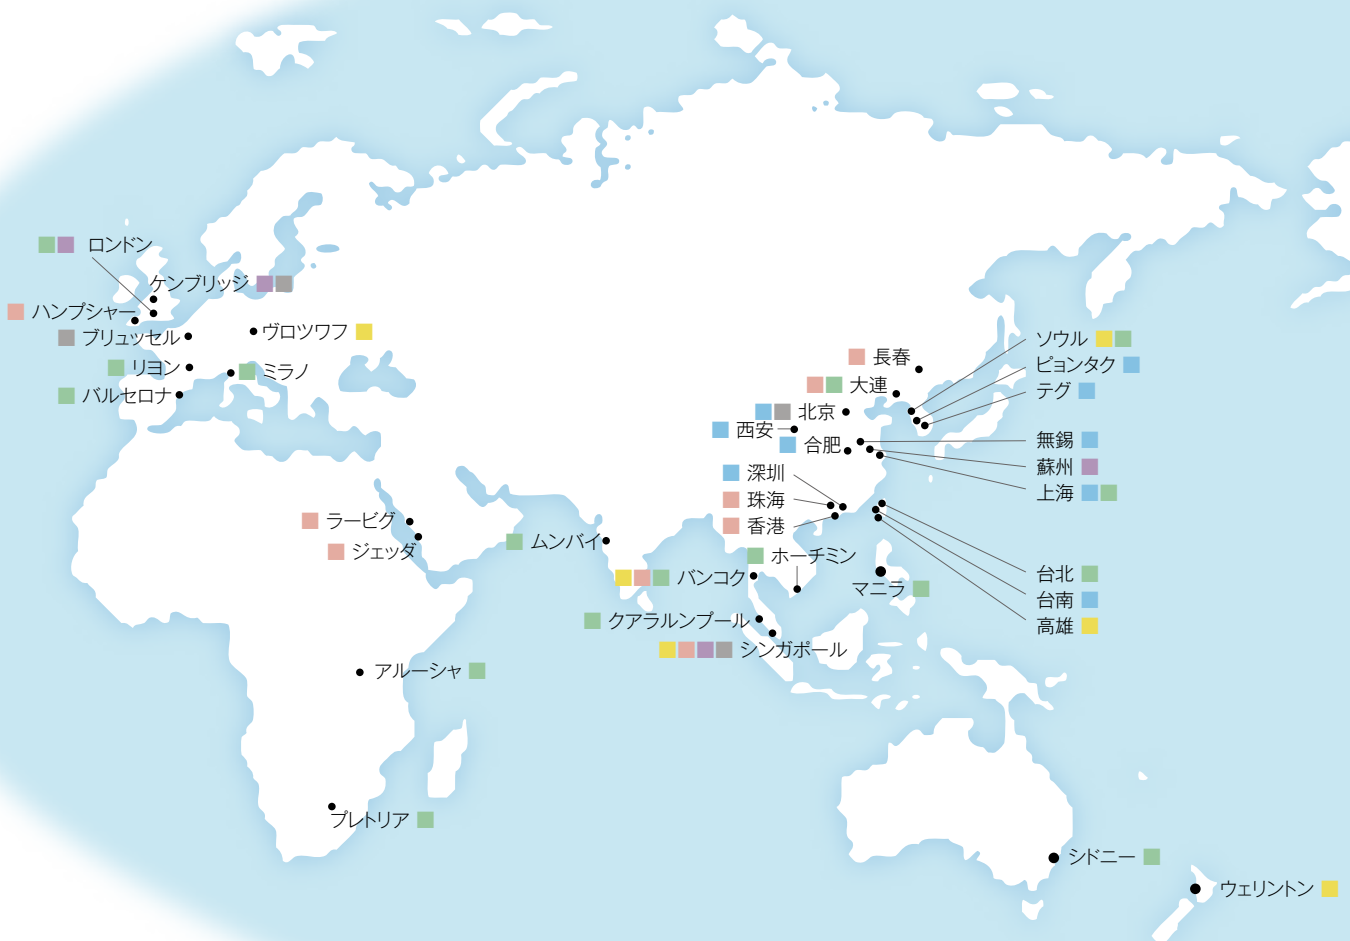 ロンドン
ケンブリッジ
ハンプシャー
ブリュッセル
ヴロツワフ
リヨン
ミラノ
バルセロナ
ソウル
長春
ピョンタク
大連
テグ
北京
西安
無錫
合肥
蘇州
深圳
上海
珠海
ラービグ
香港
ジェッダ
ムンバイ
ホーチミン
バンコク
台北
マニラ
台南
クアラルンプール
高雄
シンガポール
アルーシャ
プレトリア
シドニー
ウェリントン